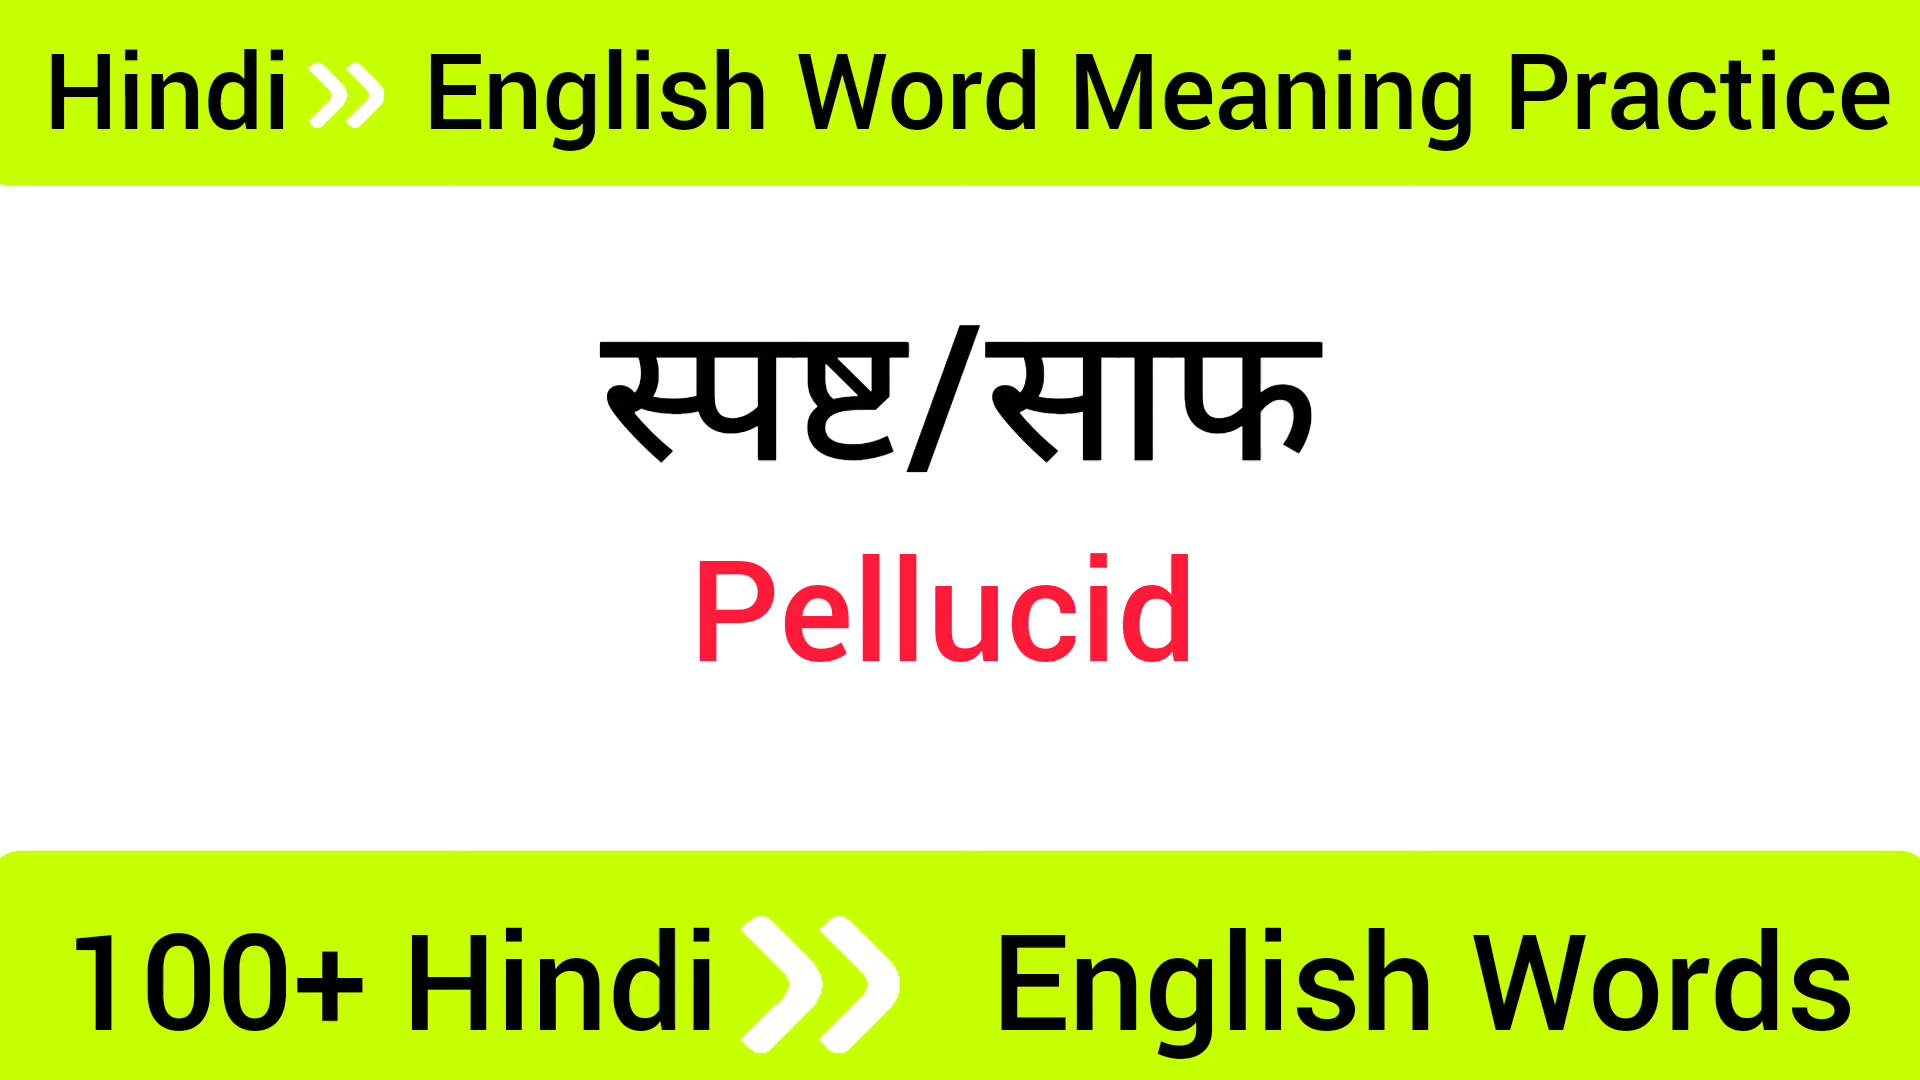 Hindi » English Word Meaning Practice
स्पष्ट/साफ
Pellucid
100+ Hindi » English Words